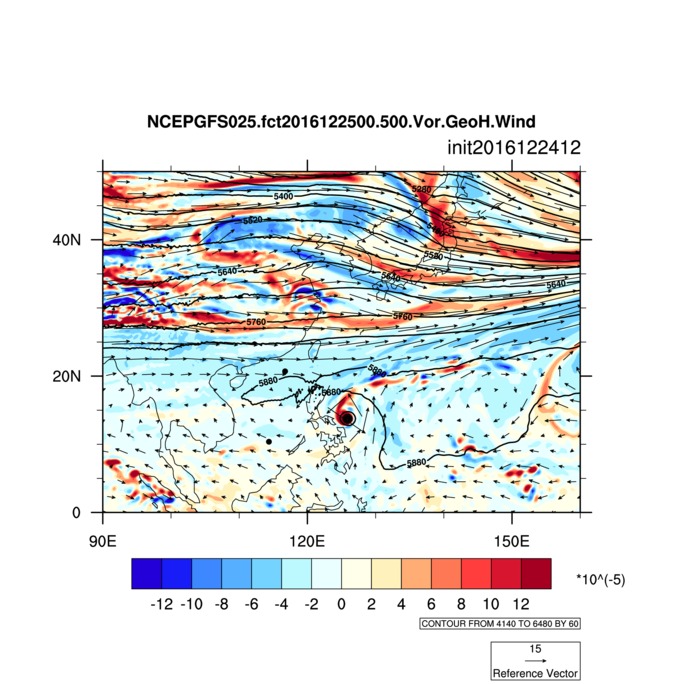 NCEPGFS025.fct2016122500.500.Vor.GeoH.Wind
init2016122412
5400
5280
5520
40N
5580
5640
5640
5640
5760
5760
20N
5880
5880
5880
5880
0
90E
120E
150E
-12 -10 -8 -6 -4 -2 0 2 4 6 8 10 12
*10^(-5)
CONTOUR FROM 4140 TO 6480 BY 60
15
Reference Vector